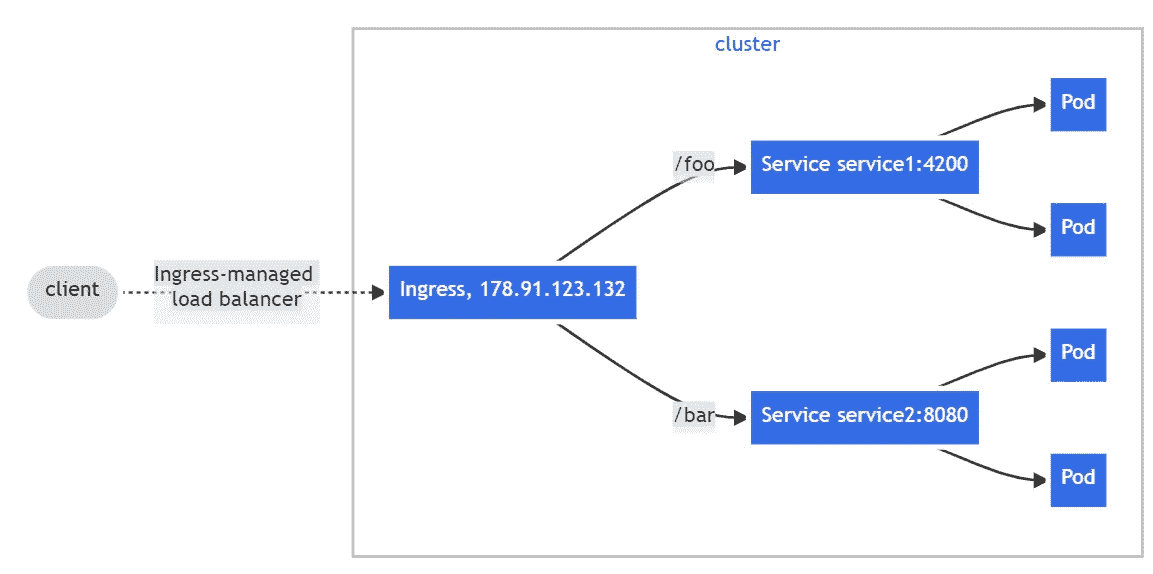 cluster
client
Ingress-managed
load balancer
Ingress, 178.91.123.132
/foo
Service service1:4200
Pod
Pod
/bar
Service service2:8080
Pod
Pod